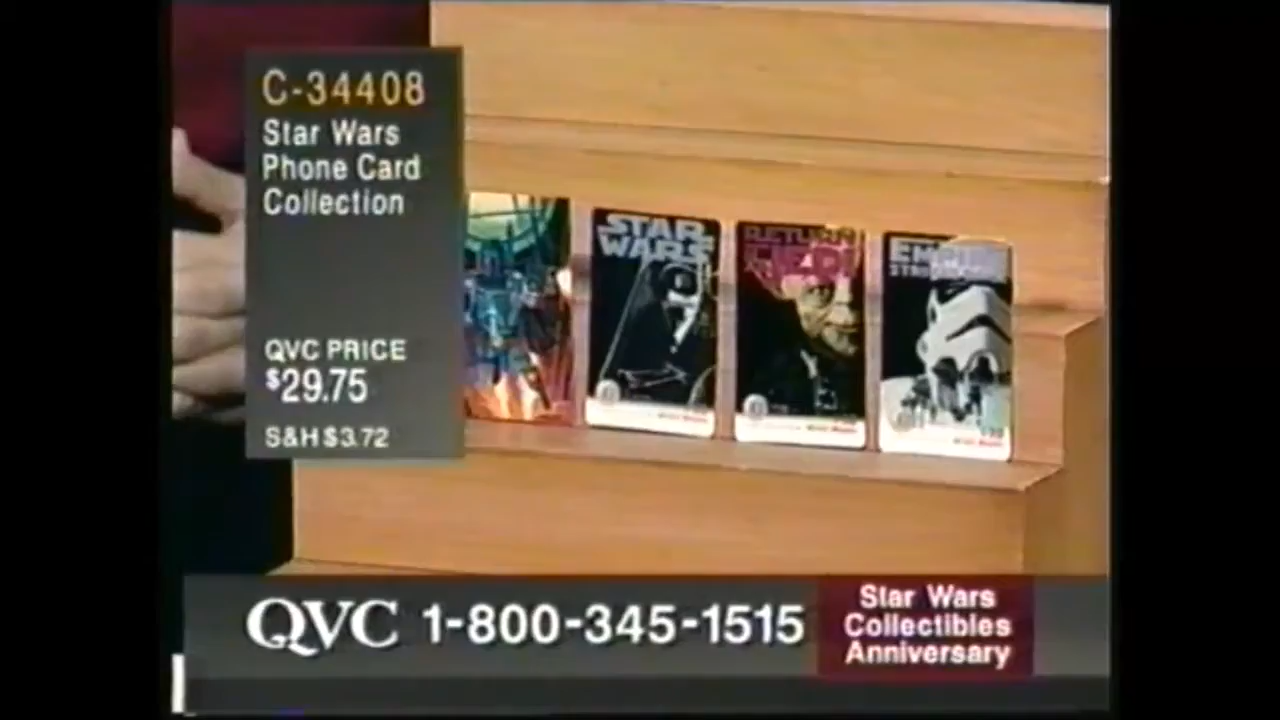 C-34408
Star Wars
Phone Card
Collection
QVC PRICE
$29.75
S&H $3.72
STAR
WARS
RETURN
JEDI
EMPIRE
QVC 1-800-345-1515
Star Wars
Collectibles
Anniversary